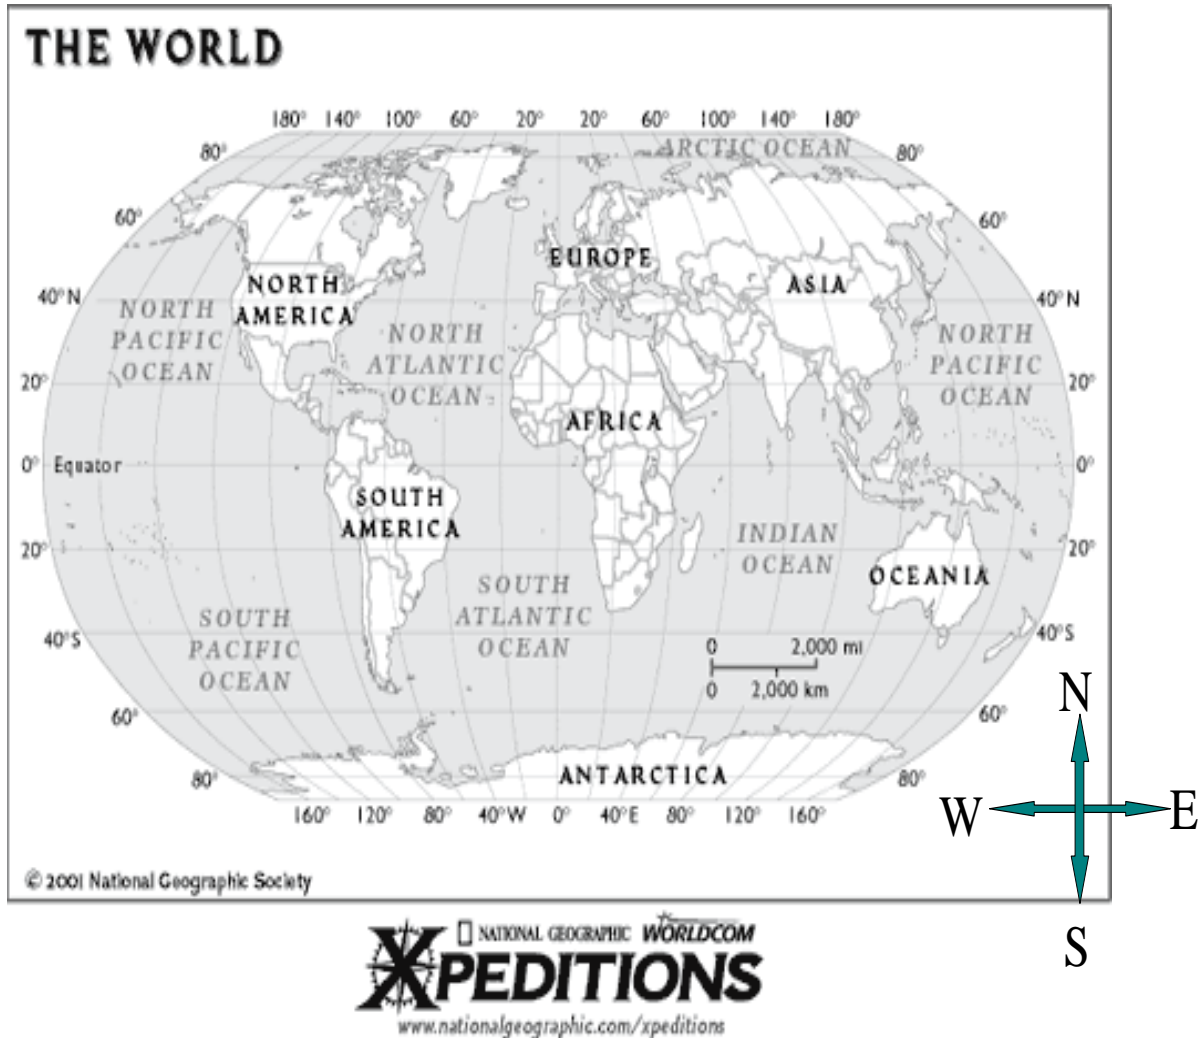 THE WORLD
180° 140° 100° 60° 20° 20° 60° 100° 140° 180°
ARCTIC OCEAN
80° 80°
60° 60°
EUROPE
NORTH
AMERICA
ASIA
40° N 40° N
NORTH
PACIFIC
OCEAN
NORTH
ATLANTIC
OCEAN
NORTH
PACIFIC
OCEAN
20° 20°
AFRICA
0° Equator 0°
SOUTH
AMERICA
INDIAN
OCEAN
20° 20°
OCEANIA
SOUTH
ATLANTIC
OCEAN
SOUTH
PACIFIC
OCEAN
40° S 40° S
0 2,000 mi
0 2,000 km
60° 60°
ANTARCTICA
80° 80°
160° 120° 80° 40° W 0° 40° E 80° 120° 160°
N
W E
S
© 2001 National Geographic Society
NATIONAL GEOGRAPHIC WORLDCOM
XPEDITIONS
www.nationalgeographic.com/xpeditions